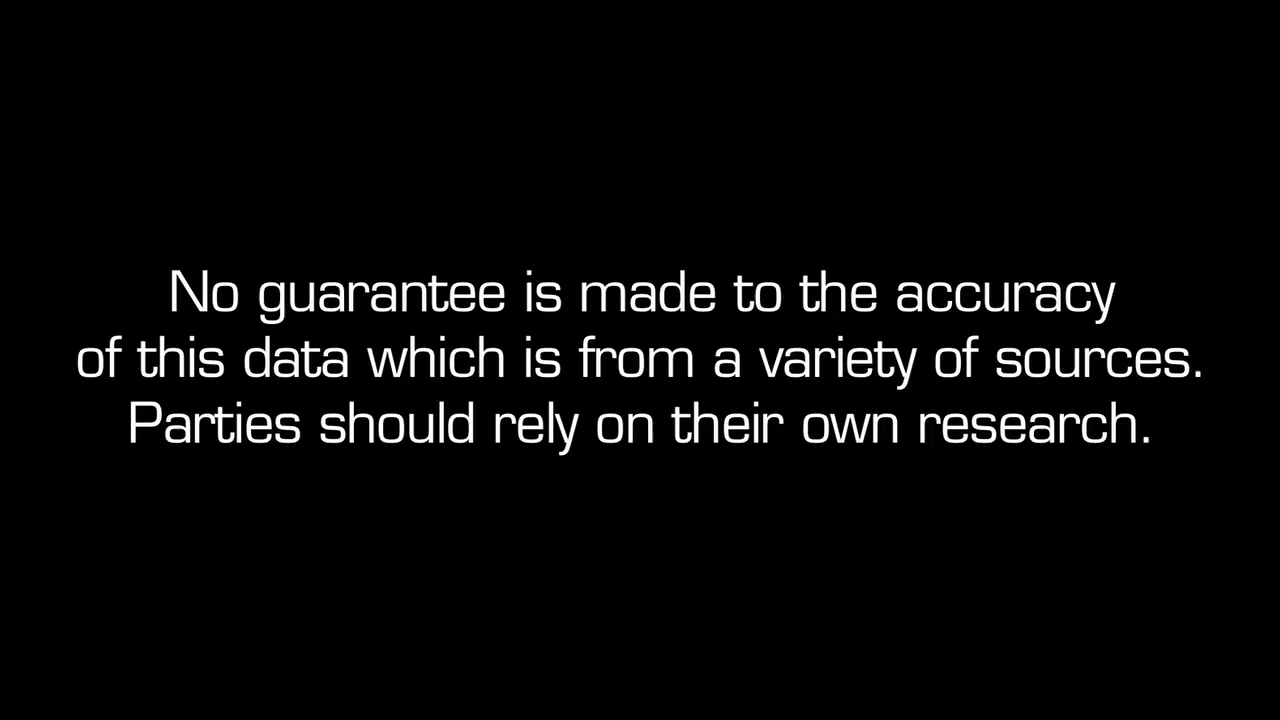 No guarantee is made to the accuracy
of this data which is from a variety of sources.
Parties should rely on their own research.